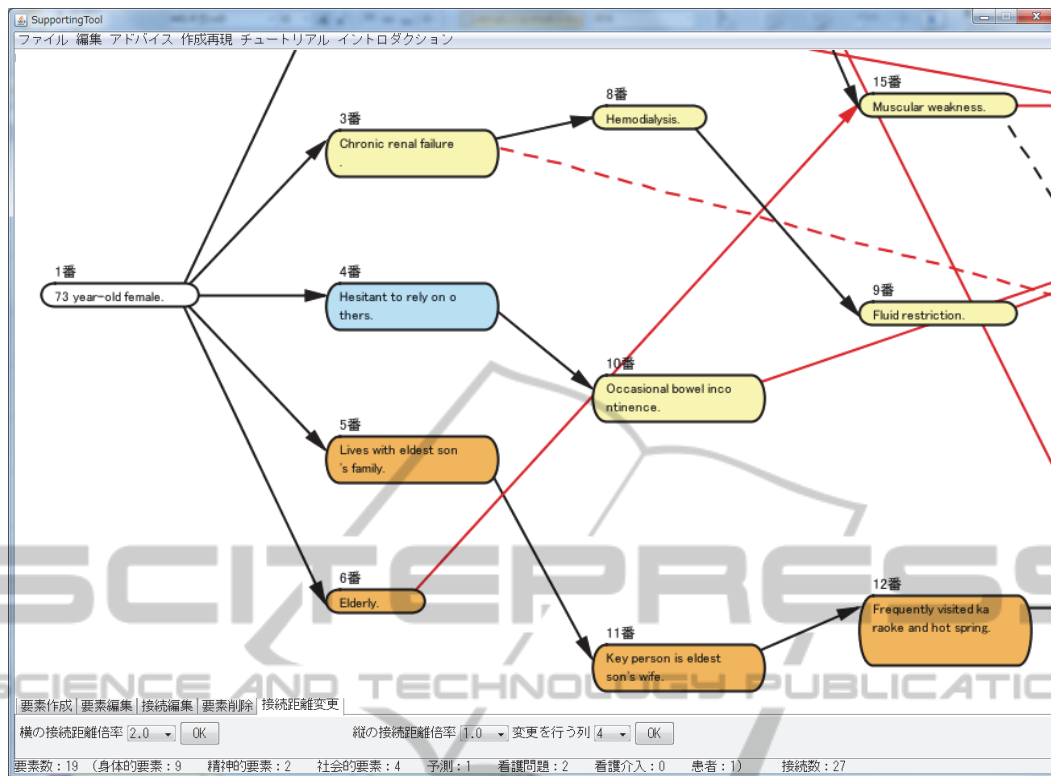 SupportingTool
ファイル 編集 アドバイス 作成再現 チュートリアル イントロダクション
15番
Muscular weakness.
8番
Hemodialysis.
3番
Chronic renal failure
.
1番
73 year-old female.
4番
Hesitant to rely on o
thers.
9番
Fluid restriction.
10番
Occasional bowel inco
ntinence.
5番
Lives with eldest son
's family.
6番
Elderly.
12番
Frequently visited ka
raoke and hot spring.
11番
Key person is eldest
son's wife.
SCITEPRESS
SCIENCE AND TECHNOLOGY PUBLICATIO
要素作成 要素編集 接続編集 要素削除 接続距離変更
横の接続距離倍率 2.0 OK 縦の接続距離倍率 1.0 変更を行う列 4 OK
要素数：19 （身体的要素：9 精神的要素：2 社会的要素：4 予測：1 看護問題：2 看護介入：0 患者：1） 接続数：27